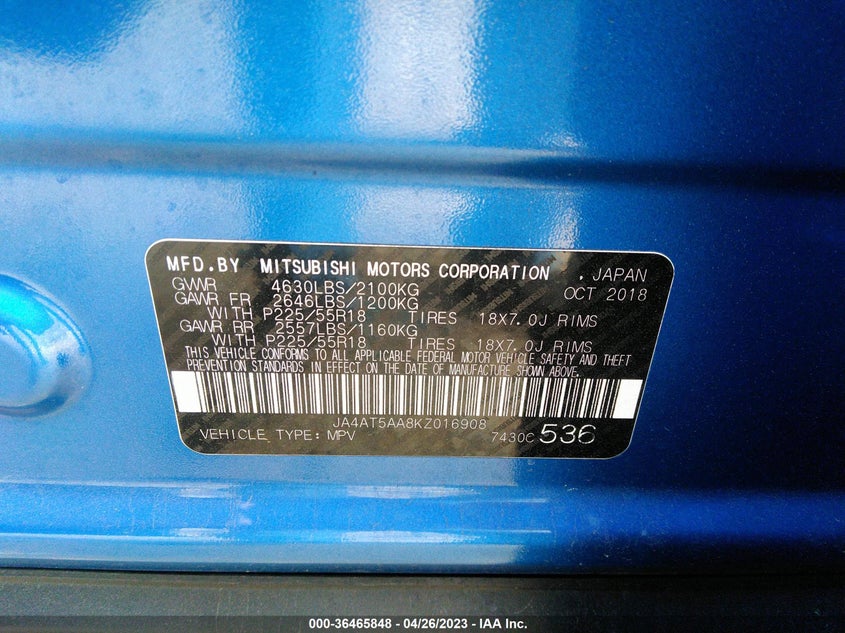 MFD.BY MITSUBISHI MOTORS CORPORATION , JAPAN
GVWR 4630LBS/2100KG OCT 2018
GAWR FR 2646LBS/1200KG
WITH P225/55R18 TIRES 18X7.0J RIMS
GAWR RR 2557LBS/1160KG
WITH P225/55R18 TIRES 18X7.0J RIMS
THIS VEHICLE CONFORMS TO ALL APPLICABLE FEDERAL MOTOR VEHICLE SAFETY AND THEFT
PREVENTION STANDARDS IN EFFECT ON THE DATE OF MANUFACTURE SHOWN ABOVE.
JA4AT5AA8KZ016908
VEHICLE TYPE: MPV 7430C 536
000-36465848 - 04/26/2023 - IAA Inc.